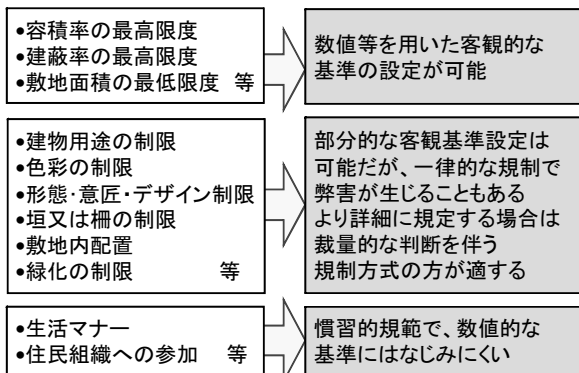 •容積率の最高限度
•建蔽率の最高限度
•敷地面積の最低限度 等
数値等を用いた客観的な
基準の設定が可能
•建物用途の制限
•色彩の制限
•形態・意匠・デザイン制限
•垣又は柵の制限
•敷地内配置
•緑化の制限 等
部分的な客観基準設定は
可能だが、一律的な規制で
弊害が生じることもある
より詳細に規定する場合は
裁量的な判断を伴う
規制方式の方が適する
•生活マナー
•住民組織への参加 等
慣習的規範で、数値的な
基準にはなじみにくい